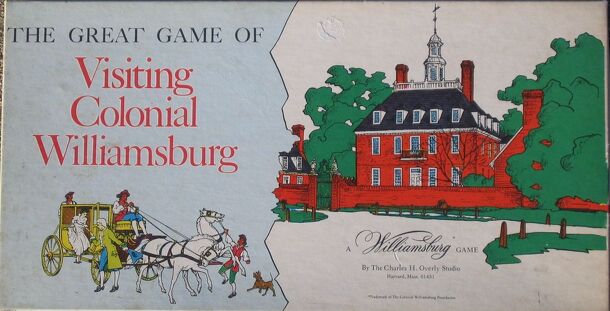 THE GREAT GAME OF
Visiting
Colonial
Williamsburg
A Williamsburg* GAME
By The Charles H. Overly Studio
Harvard, Mass. 01451
*Trademark of The Colonial Williamsburg Foundation